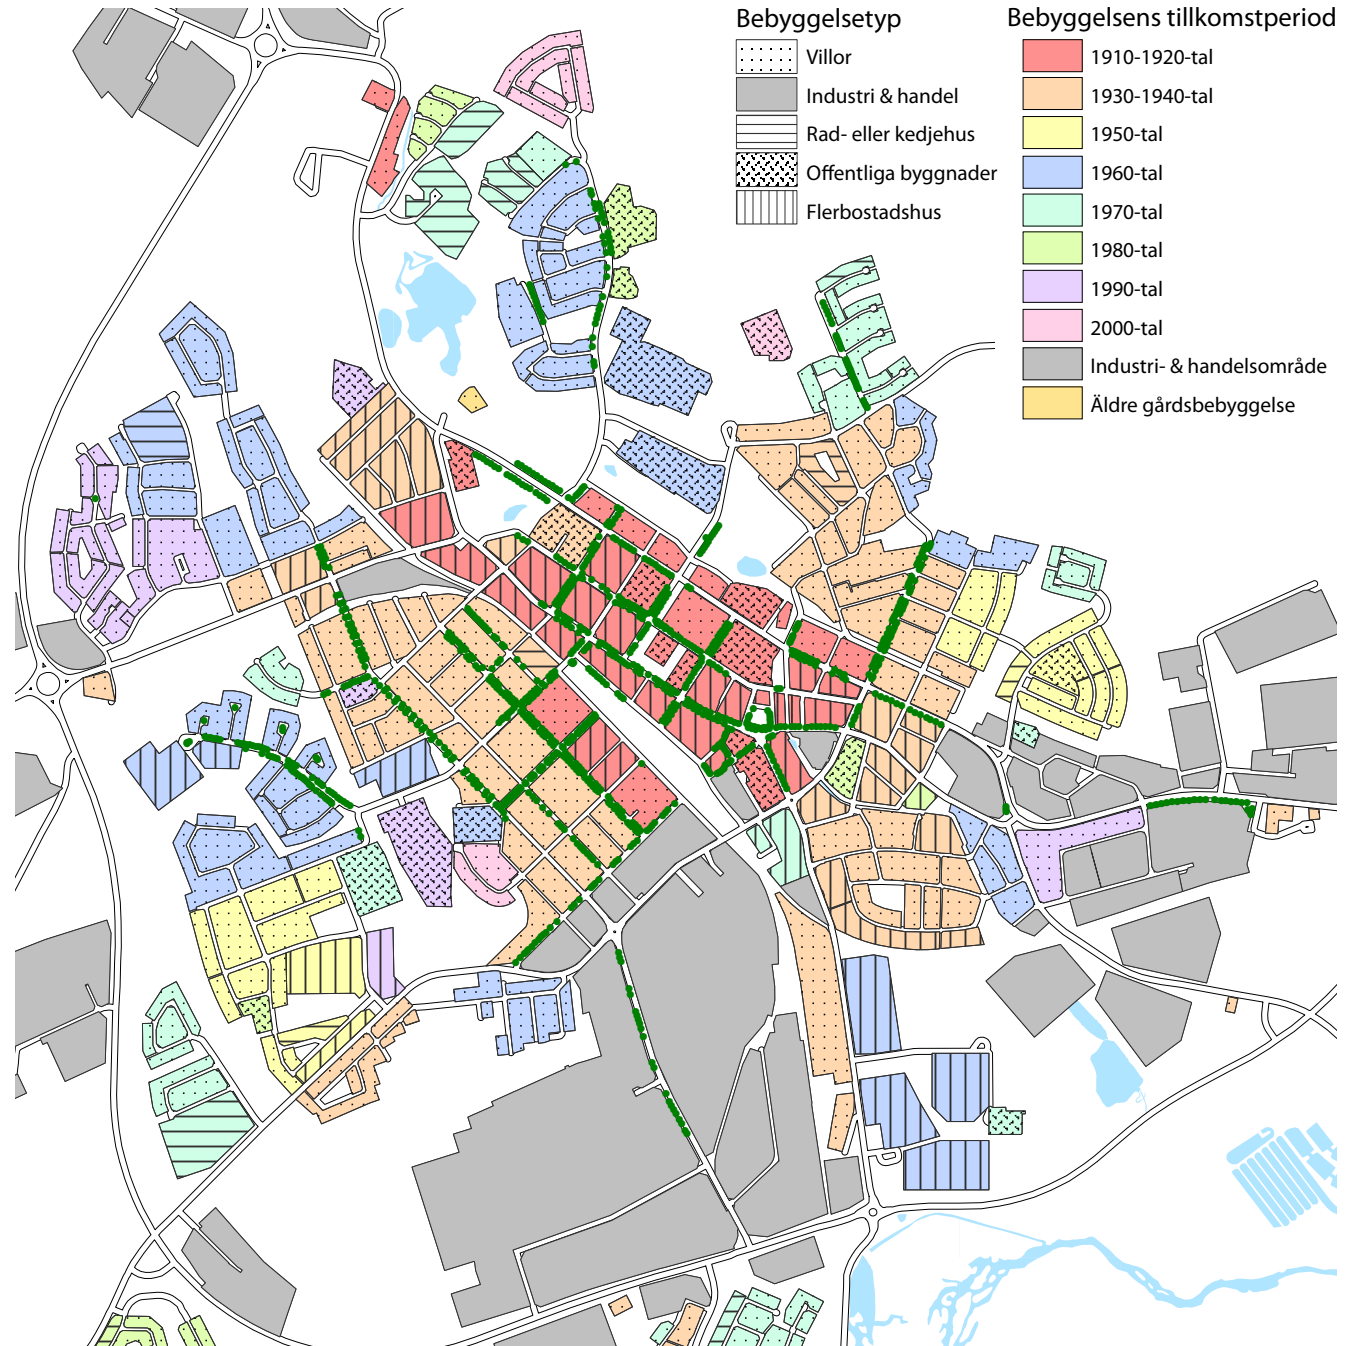 Bebyggelsetyp
Villor
Industri & handel
Rad- eller kedjehus
Offentliga byggnader
Flerbostadshus
Bebyggelsens tillkomstperiod
1910-1920-tal
1930-1940-tal
1950-tal
1960-tal
1970-tal
1980-tal
1990-tal
2000-tal
Industri- & handelsområde
Äldre gårdsbebyggelse